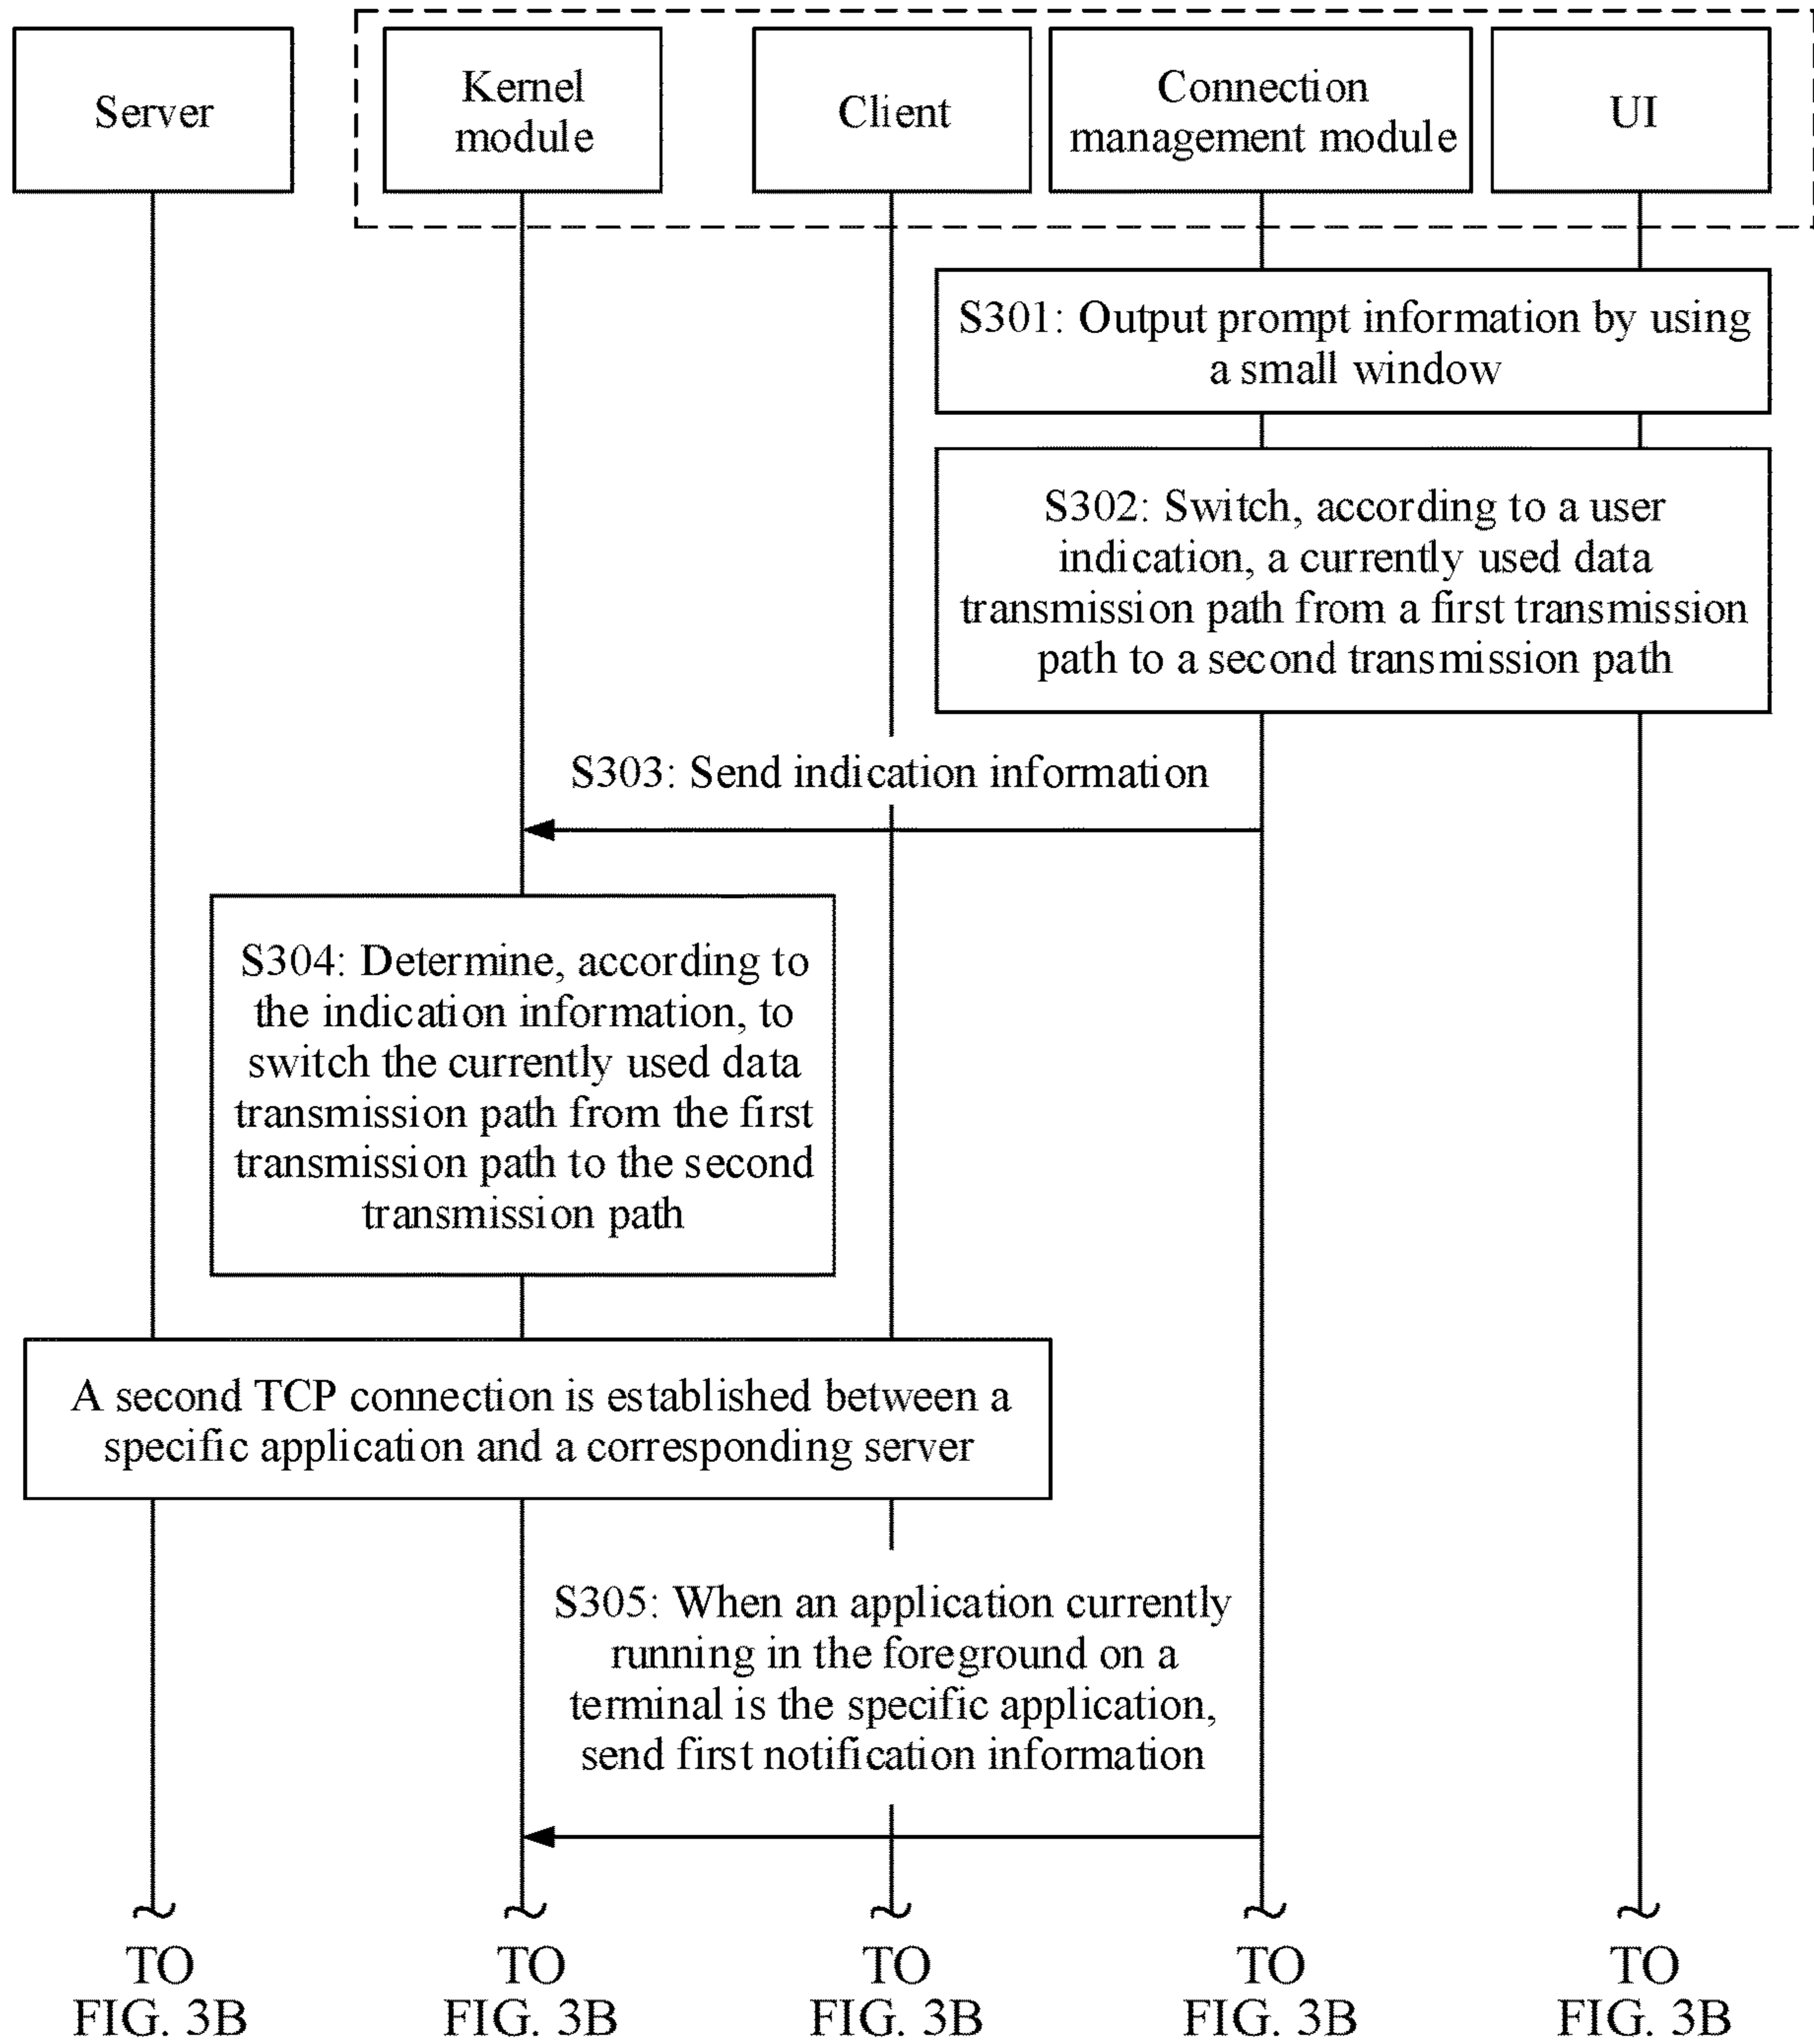 Server
Kernel
module
Client
Connection
management module
UI
S301: Output prompt information by using
a small window
S302: Switch, according to a user
indication, a currently used data
transmission path from a first transmission
path to a second transmission path
S303: Send indication information
S304: Determine, according to
the indication information, to
switch the currently used data
transmission path from the first
transmission path to the second
transmission path
A second TCP connection is established between a
specific application and a corresponding server
S305: When an application currently
running in the foreground on a
terminal is the specific application,
send first notification information
TO
FIG. 3B
TO
FIG. 3B
TO
FIG. 3B
TO
FIG. 3B
TO
FIG. 3B